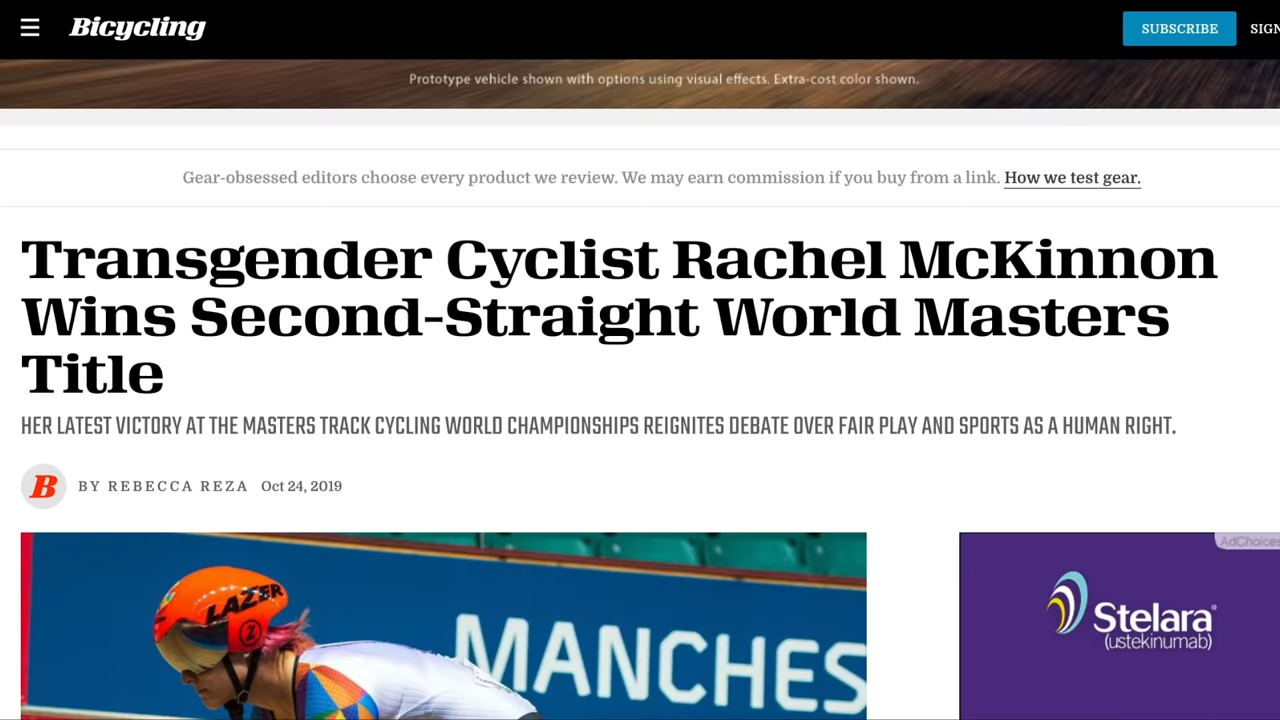 Bicycling
SUBSCRIBE
SIGN
Prototype vehicle shown with options using visual effects. Extra-cost color shown.
Gear-obsessed editors choose every product we review. We may earn commission if you buy from a link. How we test gear.
Transgender Cyclist Rachel McKinnon
Wins Second-Straight World Masters
Title
HER LATEST VICTORY AT THE MASTERS TRACK CYCLING WORLD CHAMPIONSHIPS REIGNITES DEBATE OVER FAIR PLAY AND SPORTS AS A HUMAN RIGHT.
B
BY REBECCA REZA Oct 24, 2019
LAZER
MANCHES
AdChoices
Stelara®
(ustekinumab)